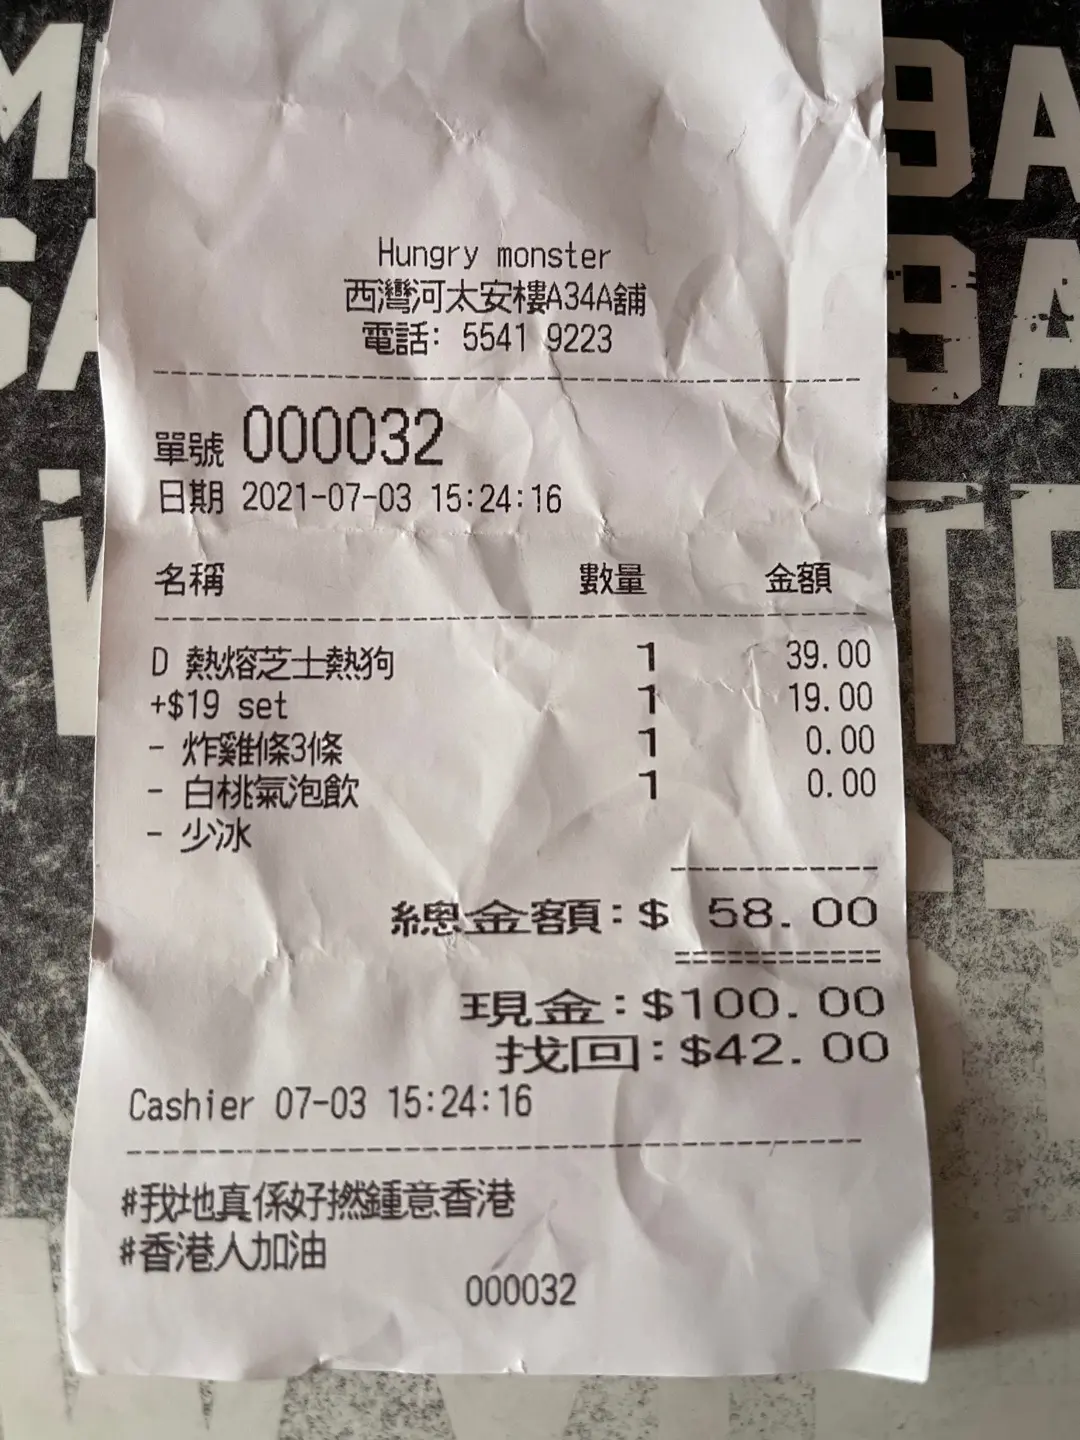 Hungry monster
西灣河太安樓A34A舖
電話: 5541 9223
單號 000032
日期 2021-07-03 15:24:16
名稱 數量 金額
D 熱熔芝士熱狗 1 39.00
+$19 set 1 19.00
- 炸雞條3條 1 0.00
- 白桃氣泡飲 1 0.00
- 少冰
總金額:$ 58.00
現金:$100.00
找回:$42.00
Cashier 07-03 15:24:16
#我地真係好撚鍾意香港
#香港人加油
000032